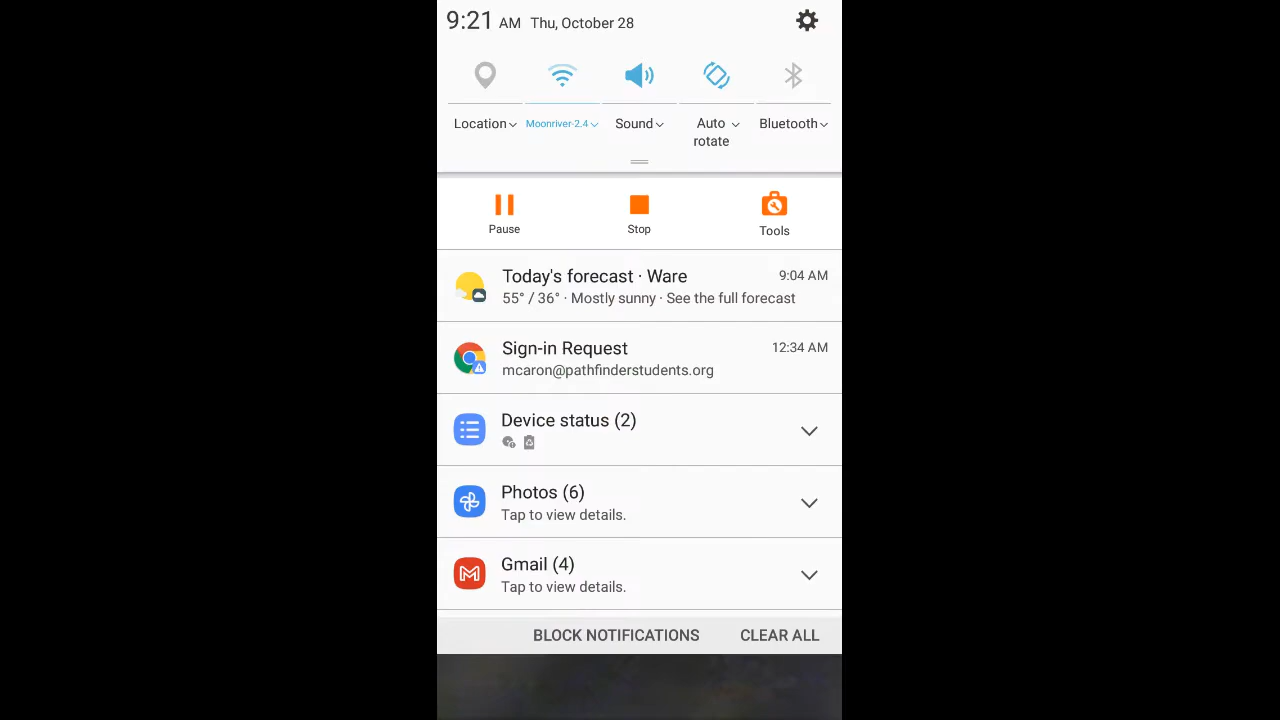 9:21 AM Thu, October 28
Location Moonriver-2.4 Sound Auto rotate Bluetooth
Pause Stop Tools
Today's forecast · Ware 9:04 AM
55° / 36° · Mostly sunny · See the full forecast
Sign-in Request 12:34 AM
mcaron@pathfinderstudents.org
Device status (2)
Photos (6)
Tap to view details.
Gmail (4)
Tap to view details.
BLOCK NOTIFICATIONS CLEAR ALL